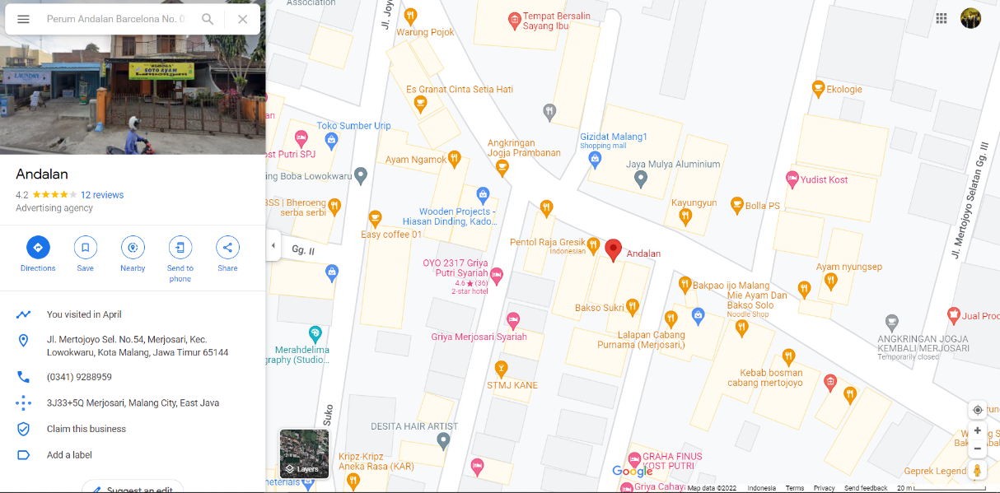 Perum Andalan Barcelona No. 0
LAUNDRY
SOTO AYAM
Andalan
4.2 ★★★★★ 12 reviews
Advertising agency
Directions
Save
Nearby
Send to
phone
Share
You visited in April
Jl. Mertojoyo Sel. No.54, Merjosari, Kec.
Lowokwaru, Kota Malang, Jawa Timur 65144
(0341) 9288959
3J33+5Q Merjosari, Malang City, East Java
Claim this business
Add a label
Suggest an edit
Association
Jl. Joyo
Warung Pojok
Tempat Bersalin
Sayang Ibu
Es Granat Cinta Setia Hati
Ekologie
Toko Sumber Urip
ost Putri SPJ
Angkringan
Jogja Prambanan
Gizidat Malang1
Shopping mall
Ayam Ngamok
Jaya Mulya Aluminium
ing Boba Lowokwaru
Yudist Kost
Jl. Mertojoyo Selatan Gg. III
BSS | Bheroeng
serba serbi
Wooden Projects -
Hiasan Dinding, Kado...
Kayungyun
Bolla PS
Easy coffee 01
Gg. II
Pentol Raja Gresik
Indonesian
Andalan
OYO 2317 Griya
Putri Syariah
4.6 ★ (36)
2-star hotel
Ayam nyungsep
Bakpao ijo Malang
Mie Ayam Dan
Bakso Solo
Noodle Shop
Bakso Sukri
Jual Proc
Griya Merjosari Syariah
Lalapan Cabang
Purnama (Merjosari,)
ANGKRINGAN JOGJA
KEMBALI MERJOSARI
Temporarily closed
Merahdelima
graphy (Studio...
Kebab bosman
cabang mertojoyo
STMJ KANE
Suko
DESITA HAIR ARTIST
Layers
Kripz-Kripz
Aneka Rasa (KAR)
GRAHA FINUS
KOST PUTRI
Google
Geprek Legend
meterials
Griya Cahay
Map data ©2022
Indonesia
Terms
Privacy
Send feedback
20 m